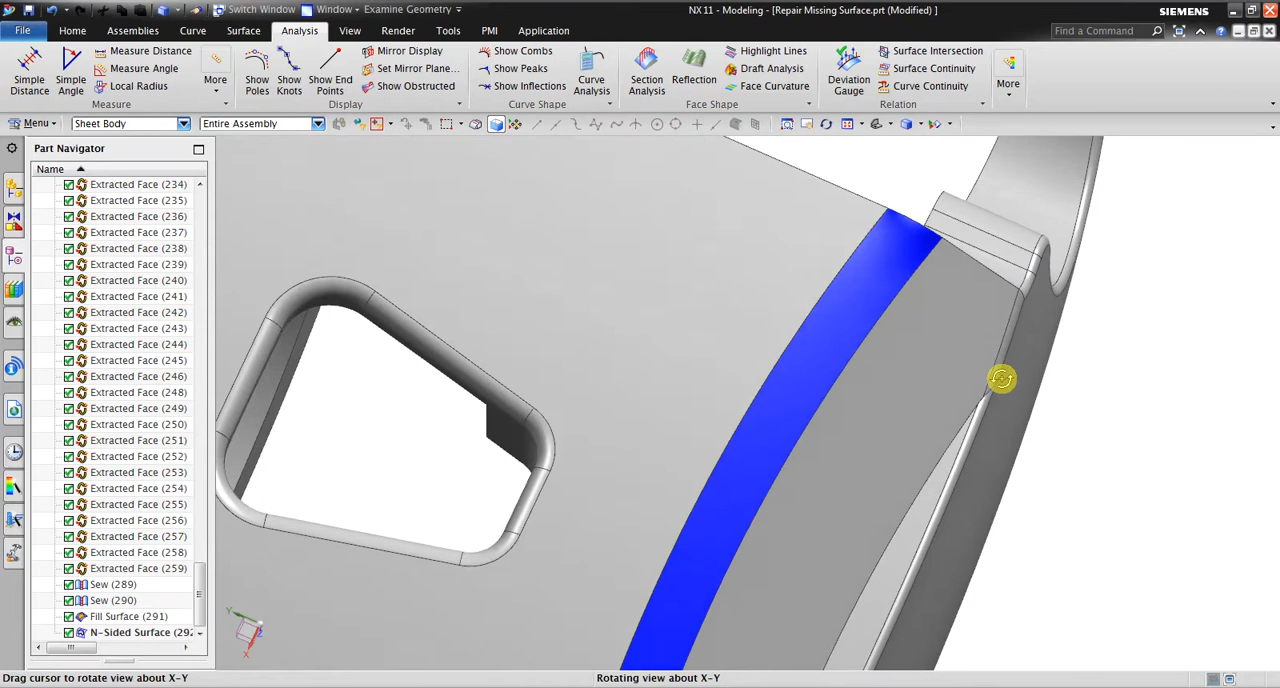 Switch Window Window Examine Geometry NX 11 - Modeling - [Repair Missing Surface.prt (Modified) ] SIEMENS
File Home Assemblies Curve Surface Analysis View Render Tools PMI Application Find a Command
Simple Distance Simple Angle Measure Distance Measure Angle Local Radius More
Show Poles Show Knots Show End Points Mirror Display Set Mirror Plane... Show Obstructed
Show Combs Show Peaks Show Inflections Curve Analysis
Section Analysis Reflection Highlight Lines Draft Analysis Face Curvature
Deviation Gauge Surface Intersection Surface Continuity Curve Continuity More
Measure Display Curve Shape Face Shape Relation
Menu Sheet Body Entire Assembly
Part Navigator
Name
Extracted Face (234)
Extracted Face (235)
Extracted Face (236)
Extracted Face (237)
Extracted Face (238)
Extracted Face (239)
Extracted Face (240)
Extracted Face (241)
Extracted Face (242)
Extracted Face (243)
Extracted Face (244)
Extracted Face (245)
Extracted Face (246)
Extracted Face (248)
Extracted Face (249)
Extracted Face (250)
Extracted Face (251)
Extracted Face (252)
Extracted Face (253)
Extracted Face (254)
Extracted Face (255)
Extracted Face (256)
Extracted Face (257)
Extracted Face (258)
Extracted Face (259)
Sew (289)
Sew (290)
Fill Surface (291)
N-Sided Surface (292
Y
Z
X
Drag cursor to rotate view about X-Y Rotating view about X-Y